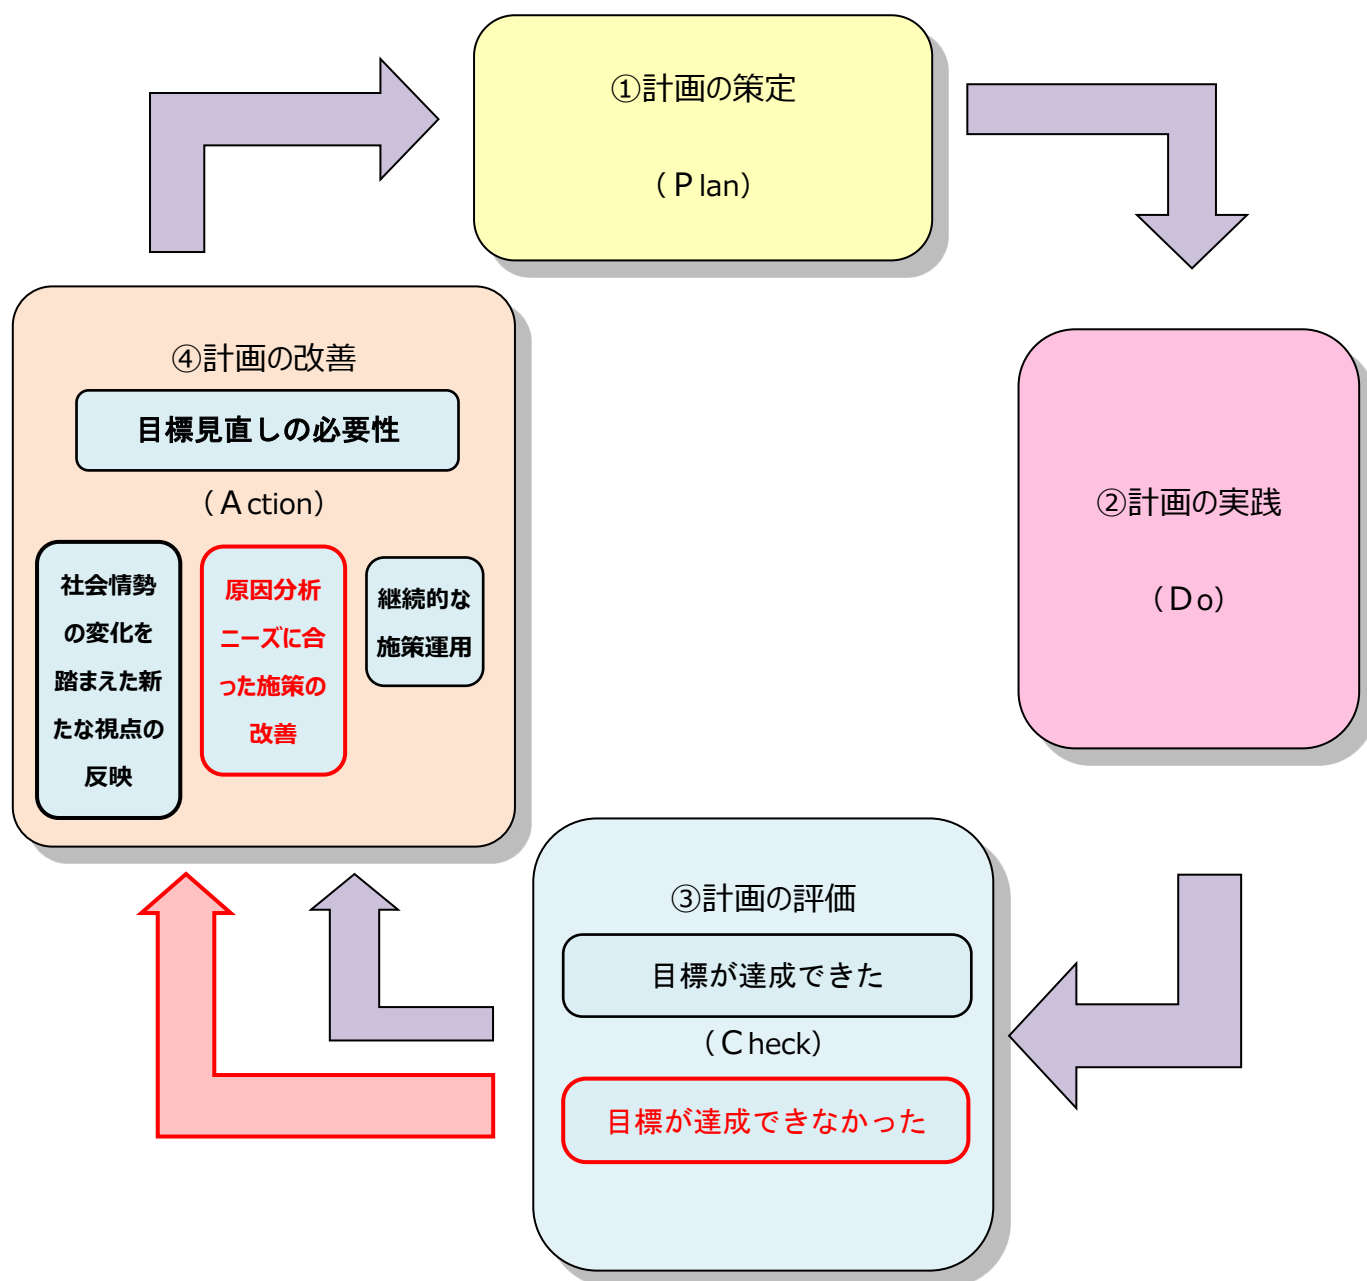 ①計画の策定
（Ｐlan）
②計画の実践
（Ｄo）
③計画の評価
目標が達成できた
（Ｃheck）
目標が達成できなかった
④計画の改善
目標見直しの必要性
（Ａction）
社会情勢
の変化を
踏まえた新
たな視点の
反映
原因分析
ニーズに合
った施策の
改善
継続的な
施策運用